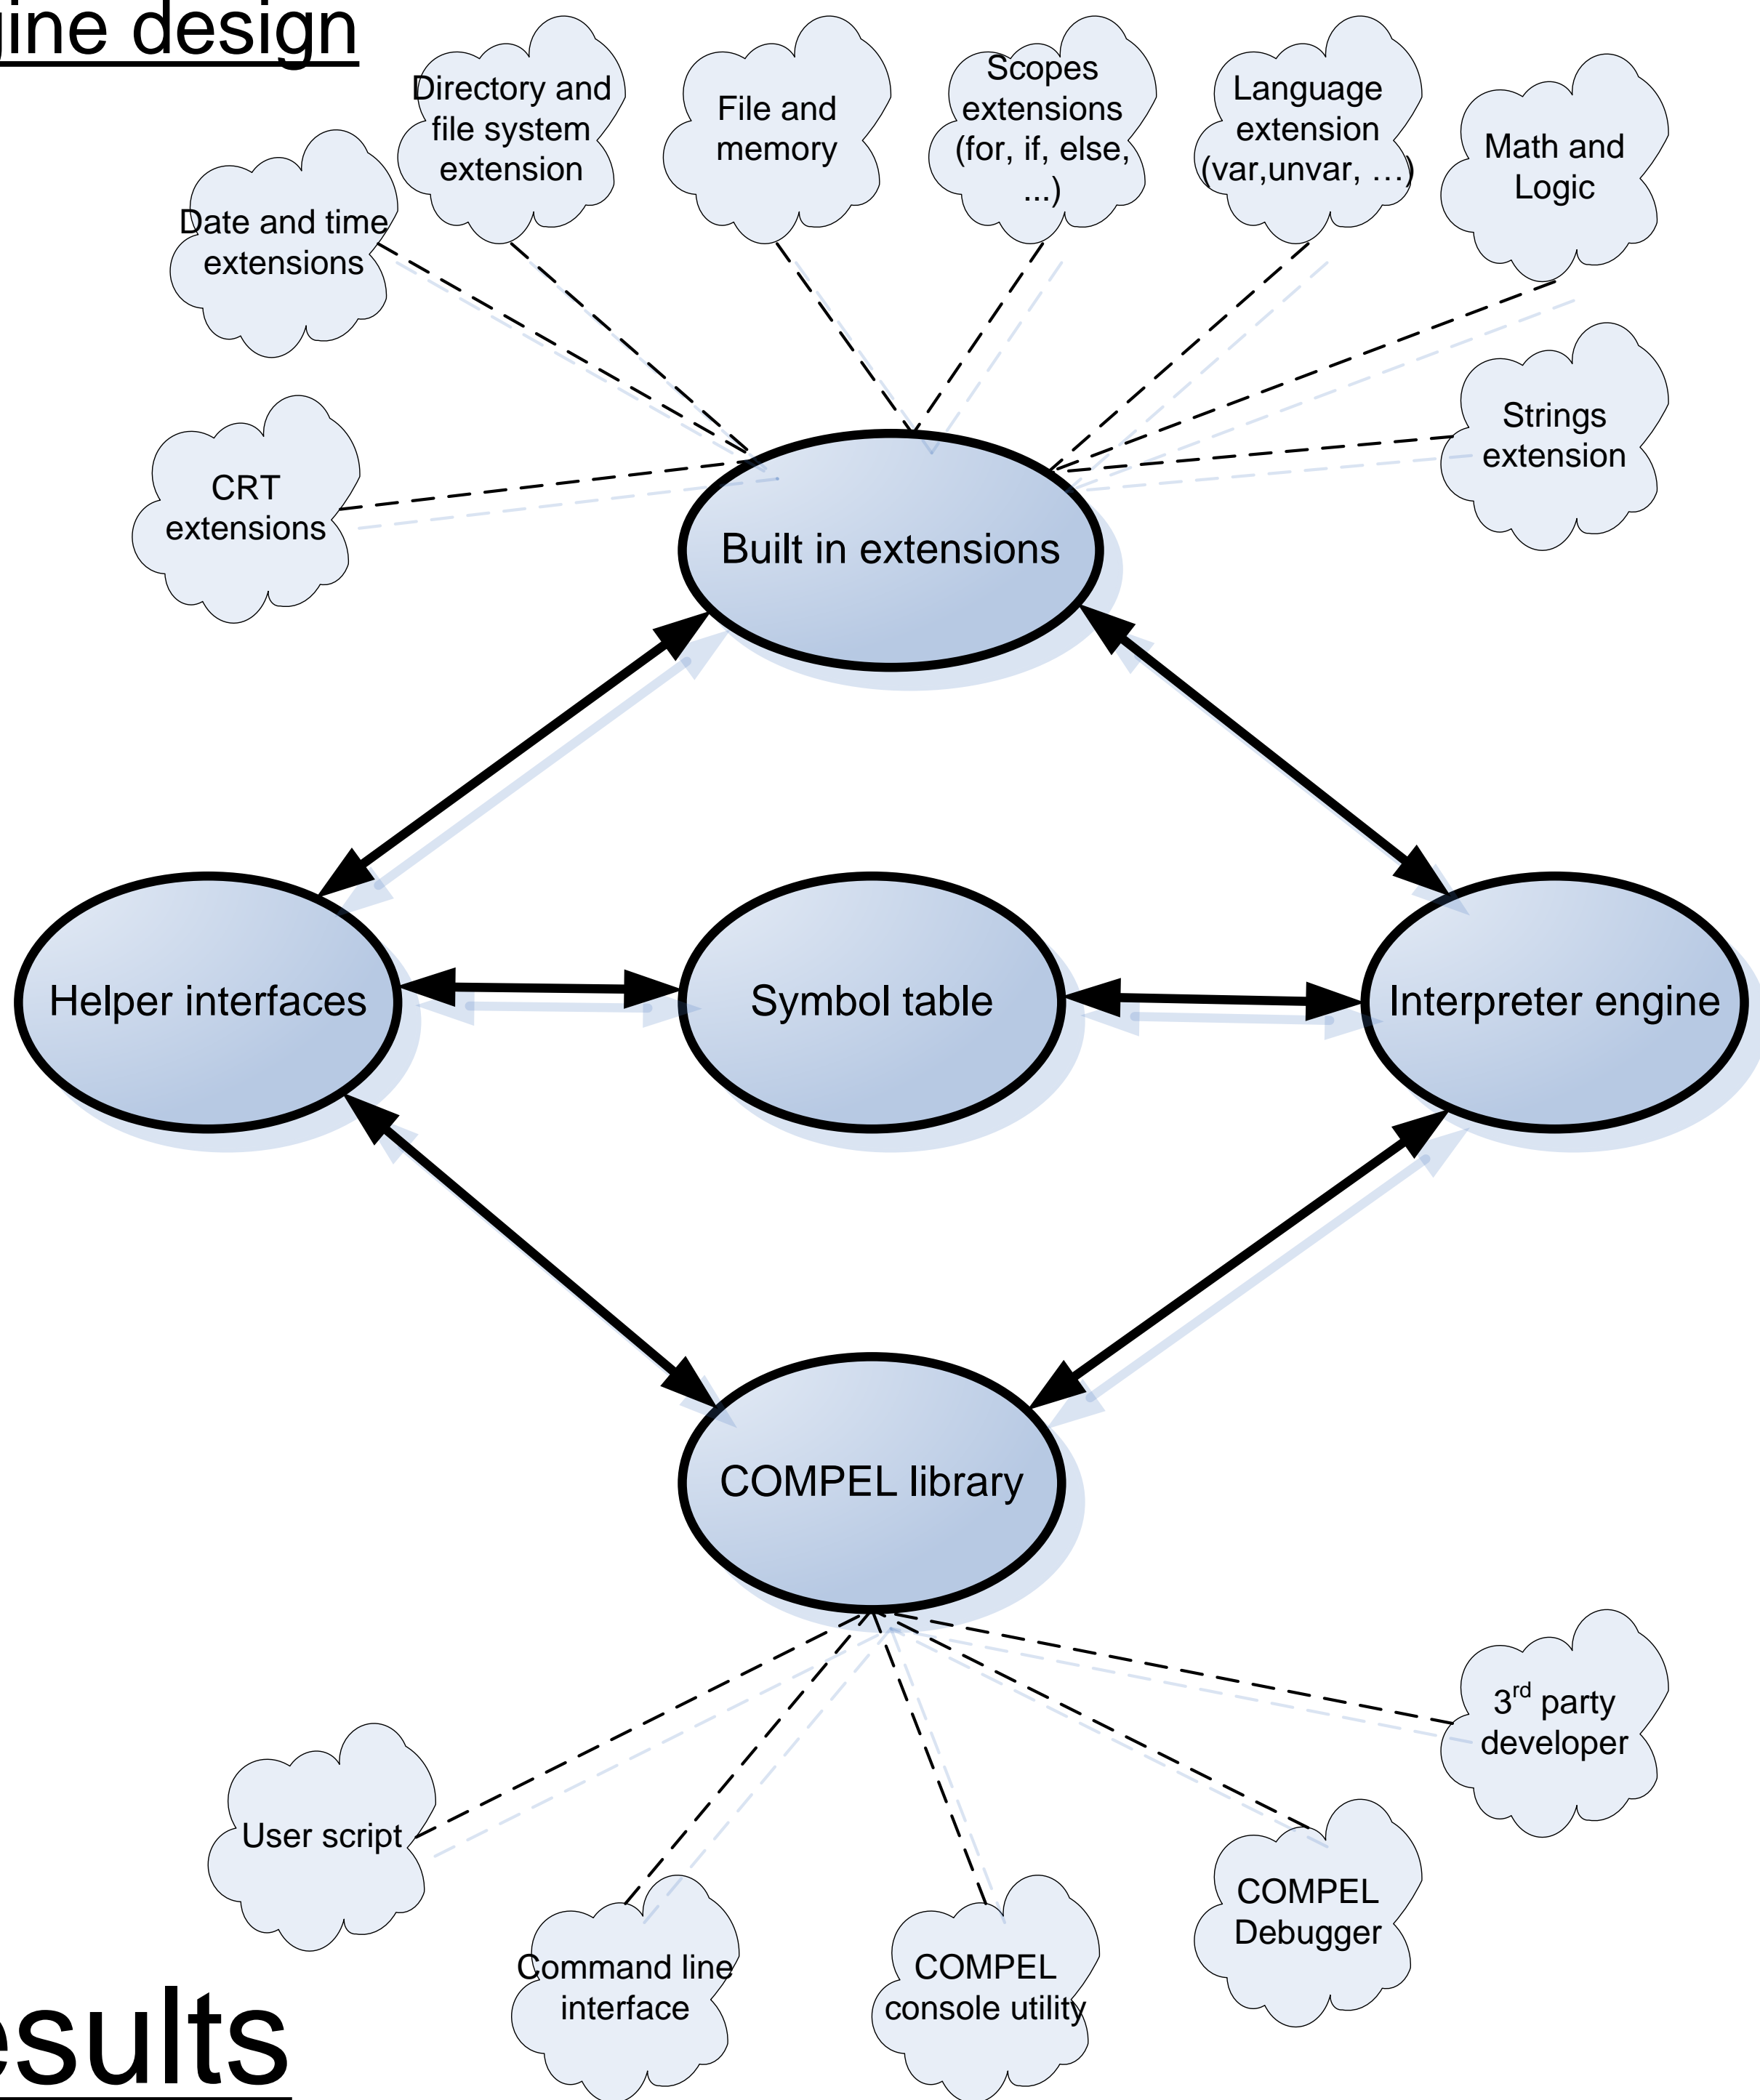 gine design
Directory and
file system
extension
File and
memory
Scopes
extensions
(for, if, else,
...)
Language
extension
(var,unvar, …)
Math and
Logic
Date and time
extensions
Strings
extension
CRT
extensions
Built in extensions
Helper interfaces
Symbol table
Interpreter engine
COMPEL library
3rd party
developer
User script
COMPEL
Debugger
Command line
interface
COMPEL
console utility
esults